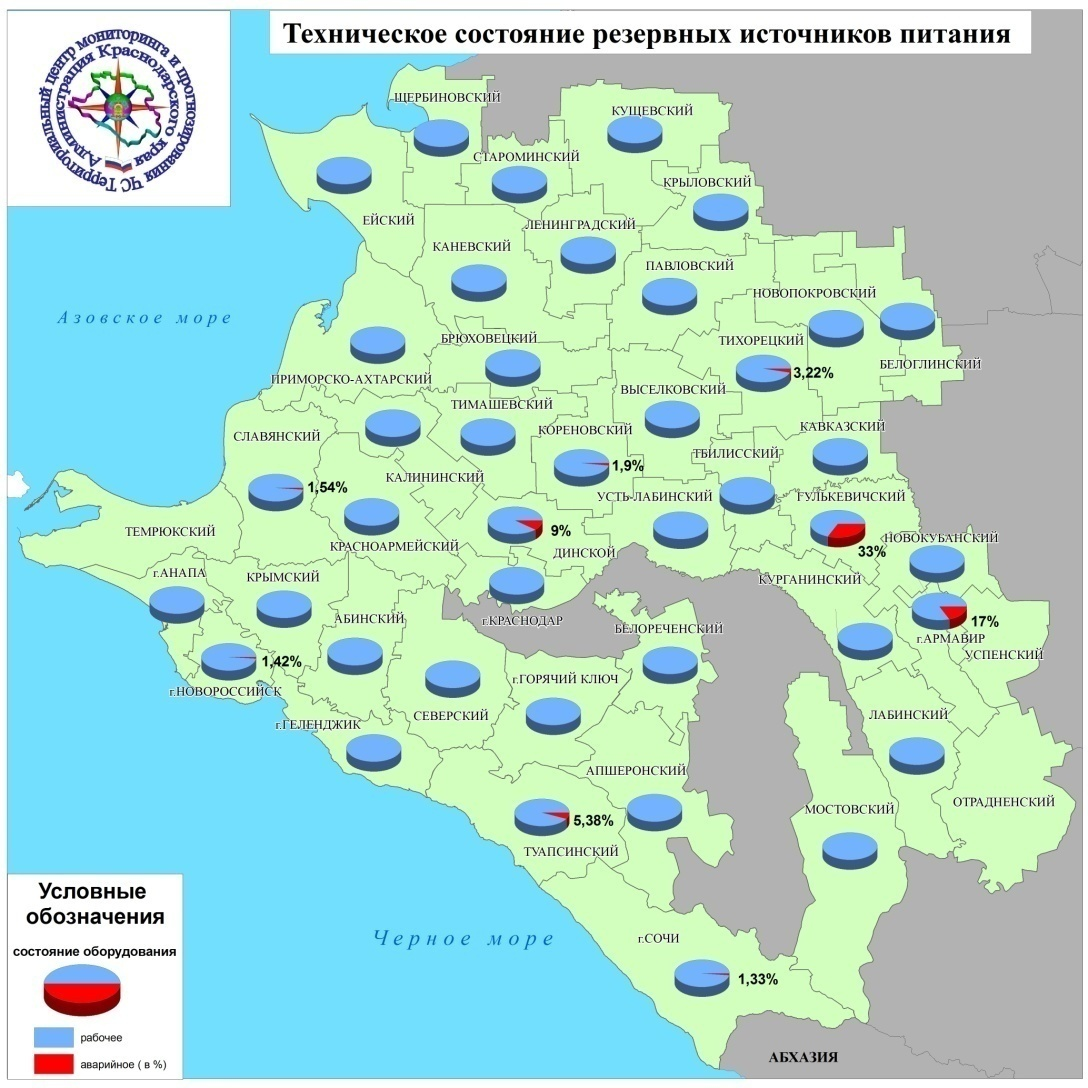 Техническое состояние резервных источников питания
Территориальный центр мониторинга и прогнозирования ЧС
Администрация Краснодарского края
ЩЕРБИНОВСКИЙ
КУЩЕВСКИЙ
СТАРОМИНСКИЙ
КРЫЛОВСКИЙ
ЕЙСКИЙ
ЛЕНИНГРАДСКИЙ
КАНЕВСКИЙ
ПАВЛОВСКИЙ
НОВОПОКРОВСКИЙ
Азовское море
БРЮХОВЕЦКИЙ
ТИХОРЕЦКИЙ
БЕЛОГЛИНСКИЙ
3,22%
ПРИМОРСКО-АХТАРСКИЙ
ВЫСЕЛКОВСКИЙ
ТИМАШЕВСКИЙ
КАВКАЗСКИЙ
СЛАВЯНСКИЙ
КОРЕНОВСКИЙ
ТБИЛИССКИЙ
1,9%
КАЛИНИНСКИЙ
1,54%
УСТЬ-ЛАБИНСКИЙ
ГУЛЬКЕВИЧСКИЙ
ТЕМРЮКСКИЙ
9%
КРАСНОАРМЕЙСКИЙ
ДИНСКОЙ
33%
НОВОКУБАНСКИЙ
г.АНАПА
КРЫМСКИЙ
КУРГАНИНСКИЙ
АБИНСКИЙ
г.КРАСНОДАР
БЕЛОРЕЧЕНСКИЙ
17%
г.АРМАВИР
УСПЕНСКИЙ
1,42%
г.НОВОРОССИЙСК
г.ГОРЯЧИЙ КЛЮЧ
г.ГЕЛЕНДЖИК
СЕВЕРСКИЙ
ЛАБИНСКИЙ
АПШЕРОНСКИЙ
ОТРАДНЕНСКИЙ
МОСТОВСКИЙ
5,38%
ТУАПСИНСКИЙ
Черное море
г.СОЧИ
1,33%
АБХАЗИЯ
Условные
обозначения
состояние оборудования
рабочее
аварийное ( в %)